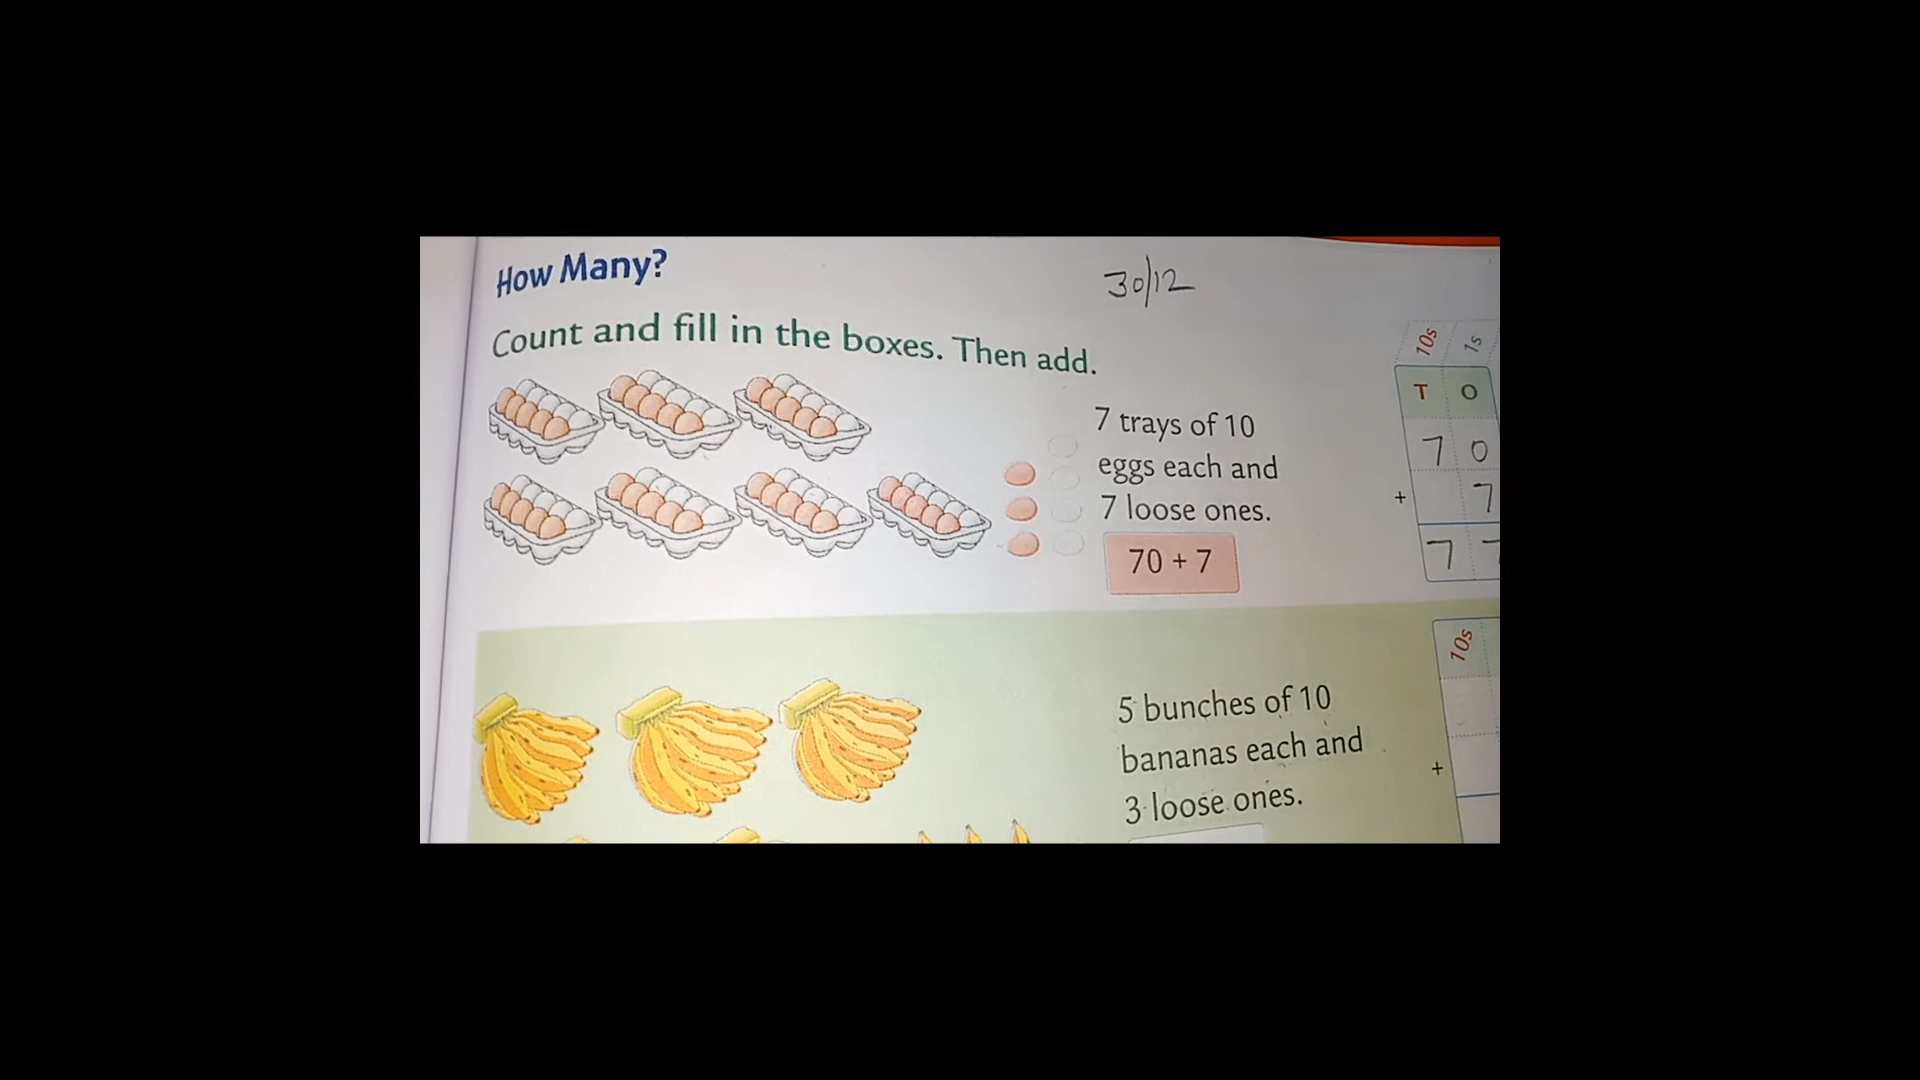 How Many?
30/12
Count and fill in the boxes. Then add.
7 trays of 10
eggs each and
7 loose ones.
70 + 7
10s 1s
T O
7 0
+ 7
7 7
5 bunches of 10
bananas each and
3 loose ones.
10s
+